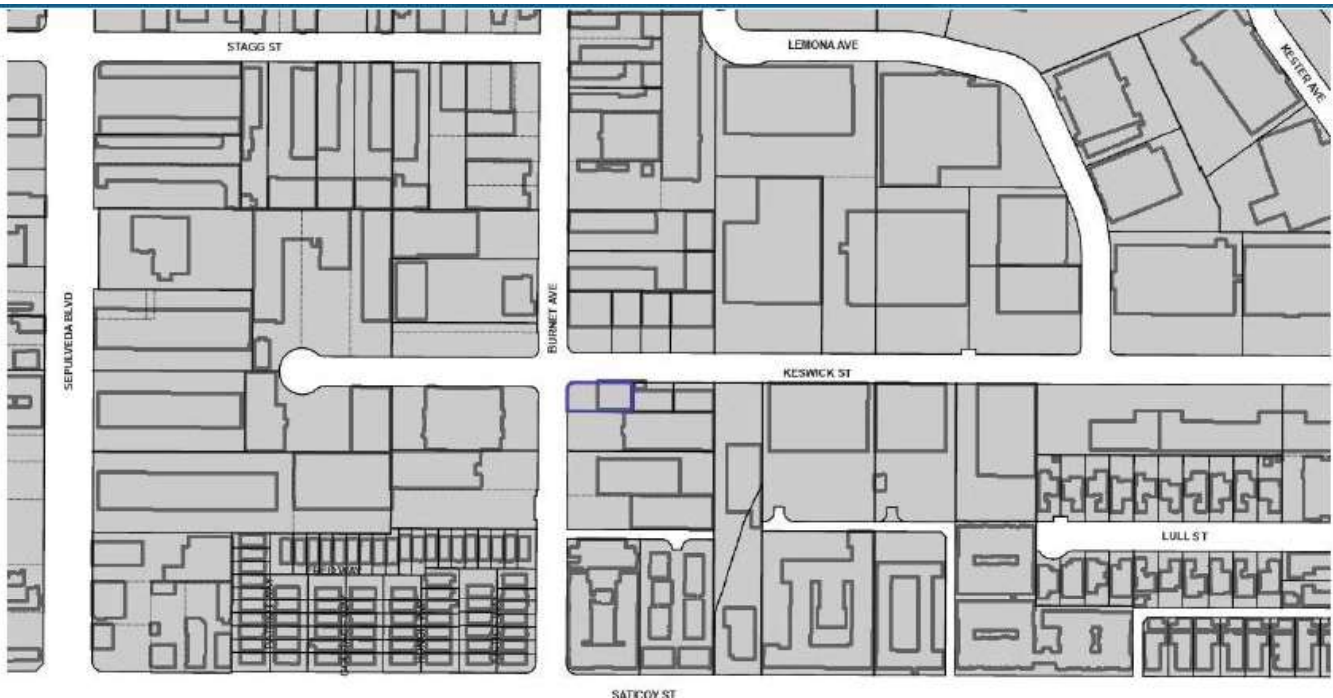 STAGG ST
LEMONA AVE
KESTER AVE
SEPULVEDA BLVD
BURNET AVE
KESWICK ST
LULL ST
SATICOY ST